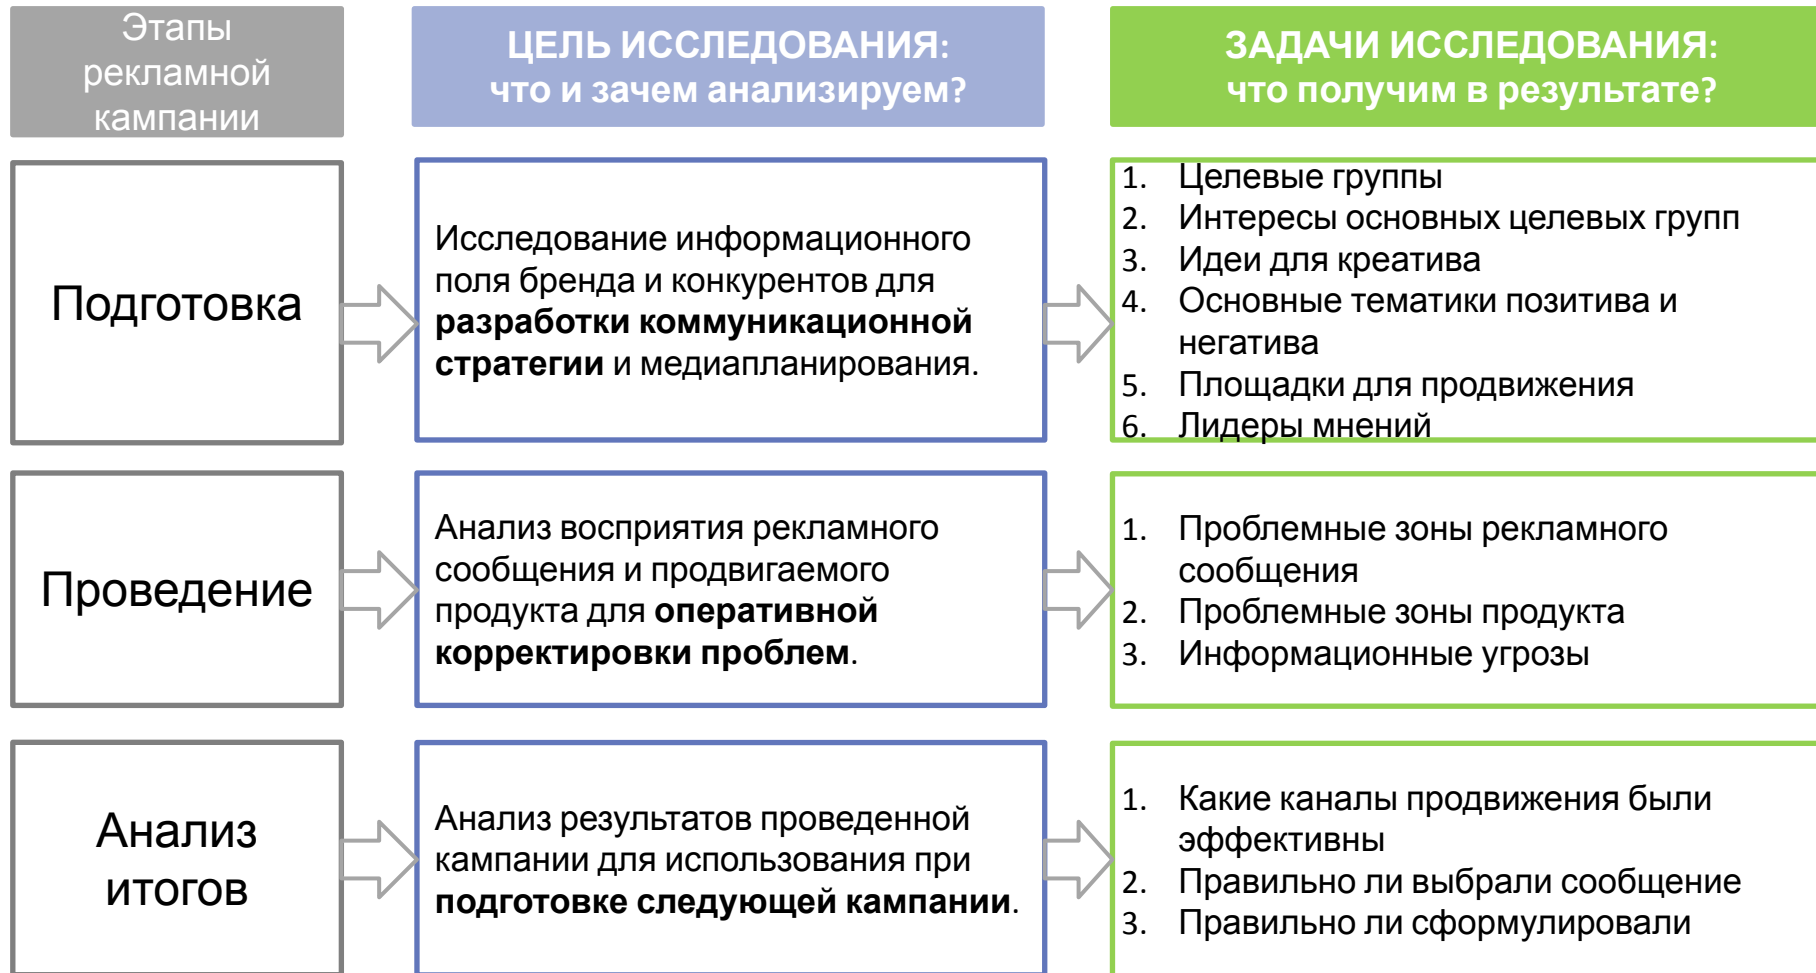 Этапы
рекламной
кампании
ЦЕЛЬ ИССЛЕДОВАНИЯ:
что и зачем анализируем?
ЗАДАЧИ ИССЛЕДОВАНИЯ:
что получим в результате?
Подготовка
Исследование информационного
поля бренда и конкурентов для
разработки коммуникационной
стратегии и медиапланирования.
1. Целевые группы
2. Интересы основных целевых групп
3. Идеи для креатива
4. Основные тематики позитива и
негатива
5. Площадки для продвижения
6. Лидеры мнений
Проведение
Анализ восприятия рекламного
сообщения и продвигаемого
продукта для оперативной
корректировки проблем.
1. Проблемные зоны рекламного
сообщения
2. Проблемные зоны продукта
3. Информационные угрозы
Анализ
итогов
Анализ результатов проведенной
кампании для использования при
подготовке следующей кампании.
1. Какие каналы продвижения были
эффективны
2. Правильно ли выбрали сообщение
3. Правильно ли сформулировали